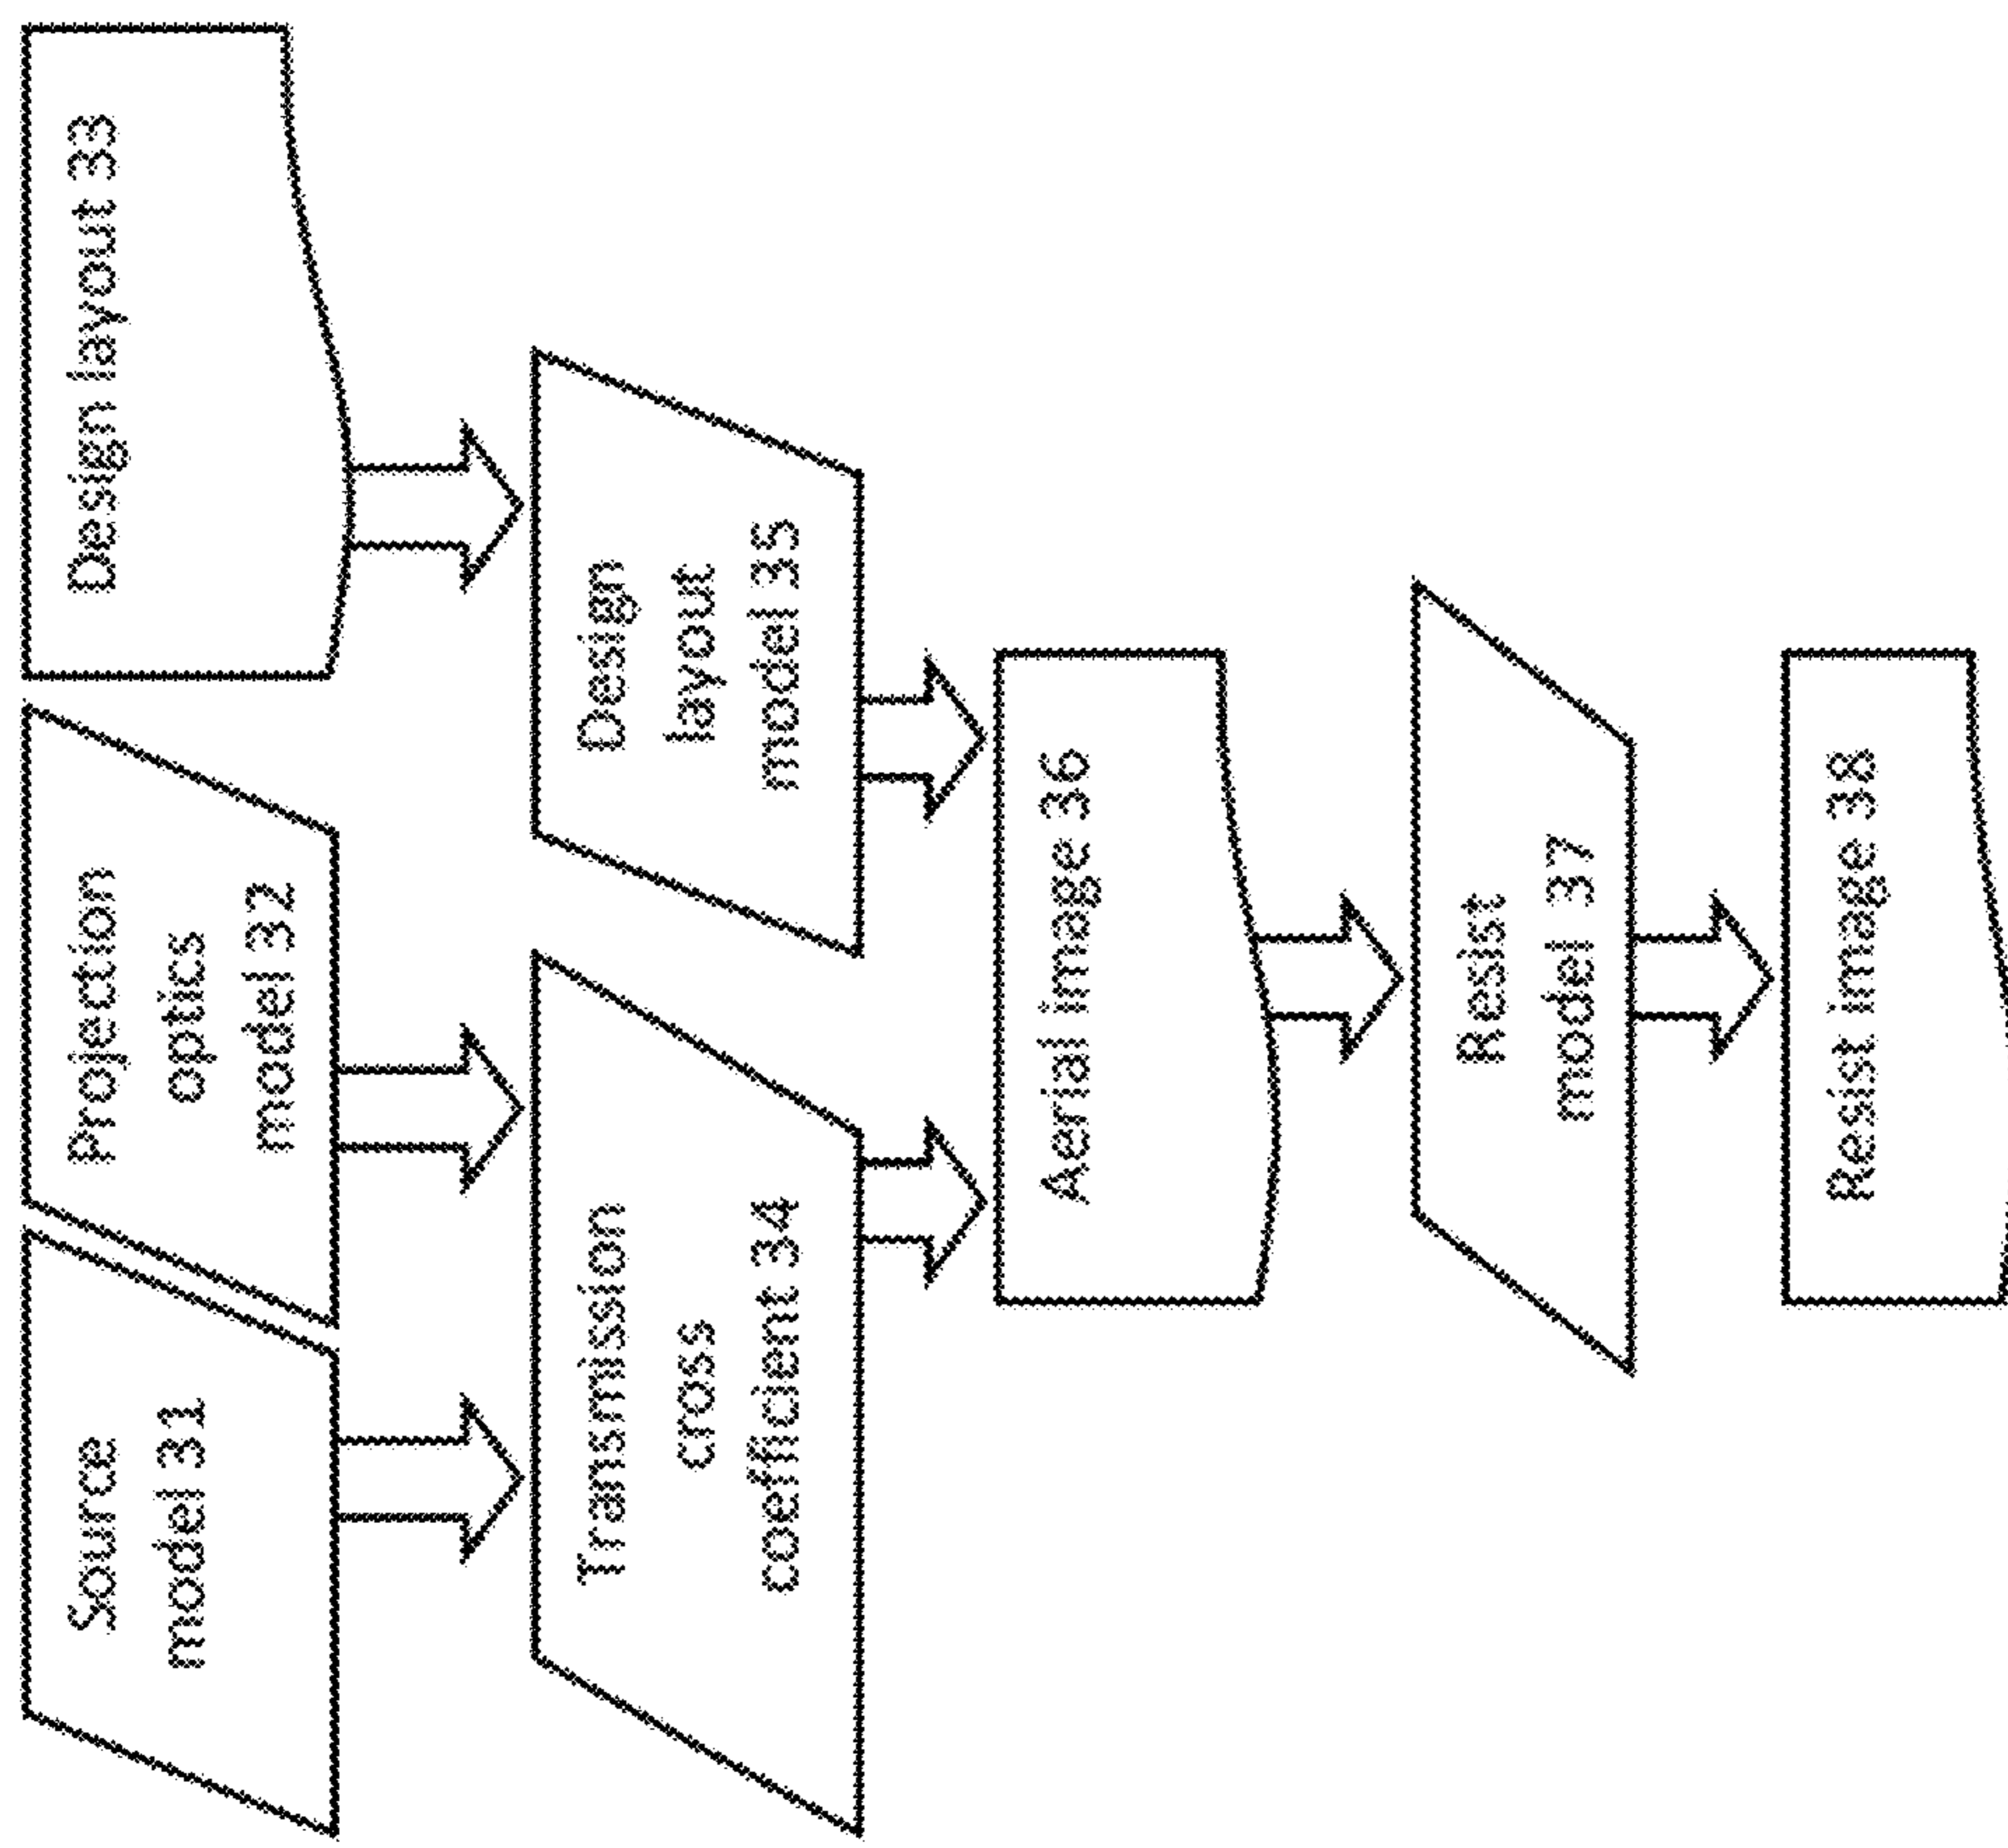 Source
model 31
Projection
optics
model 32
Design layout 33
Transmission
cross
coefficient 34
Design
layout
model 35
Aerial image 36
Resist
model 37
Resist image 38